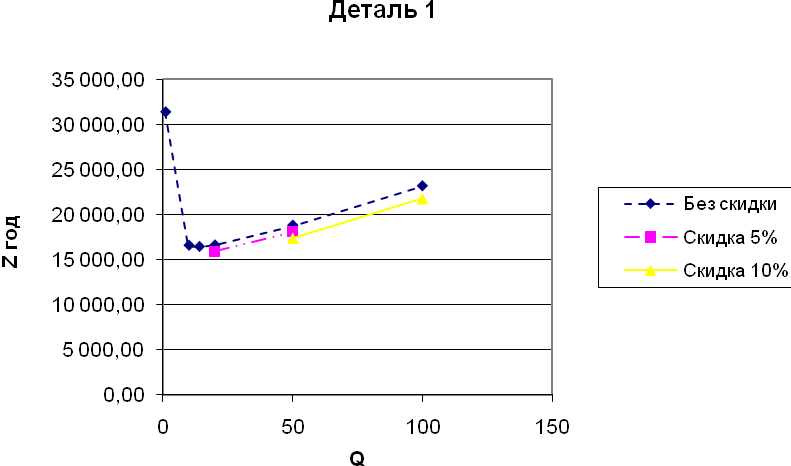 Деталь 1
35 000,00
30 000,00
25 000,00
20 000,00
15 000,00
10 000,00
5 000,00
0,00
Z год
0 50 100 150
Q
Без скидки
Скидка 5%
Скидка 10%